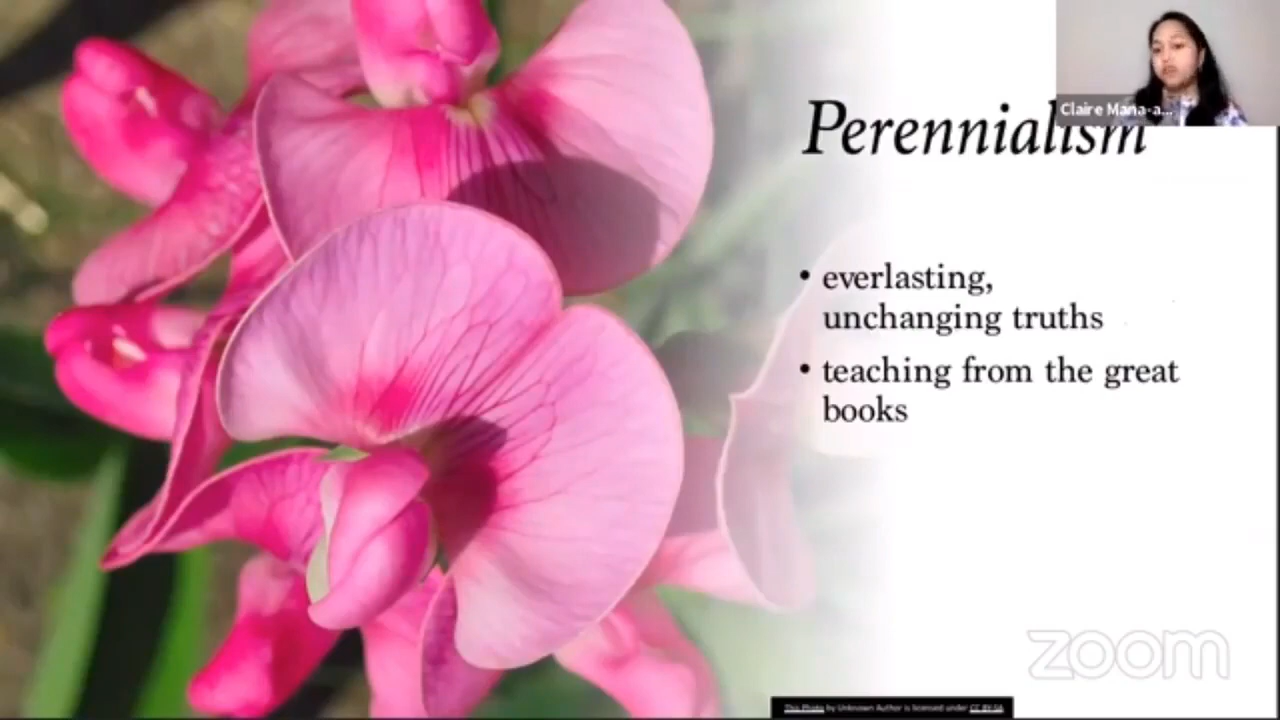 Claire Mana-a...
Perennialism
• everlasting,
unchanging truths
• teaching from the great
books
zoom
This Photo by Unknown Author is licensed under CC BY-SA